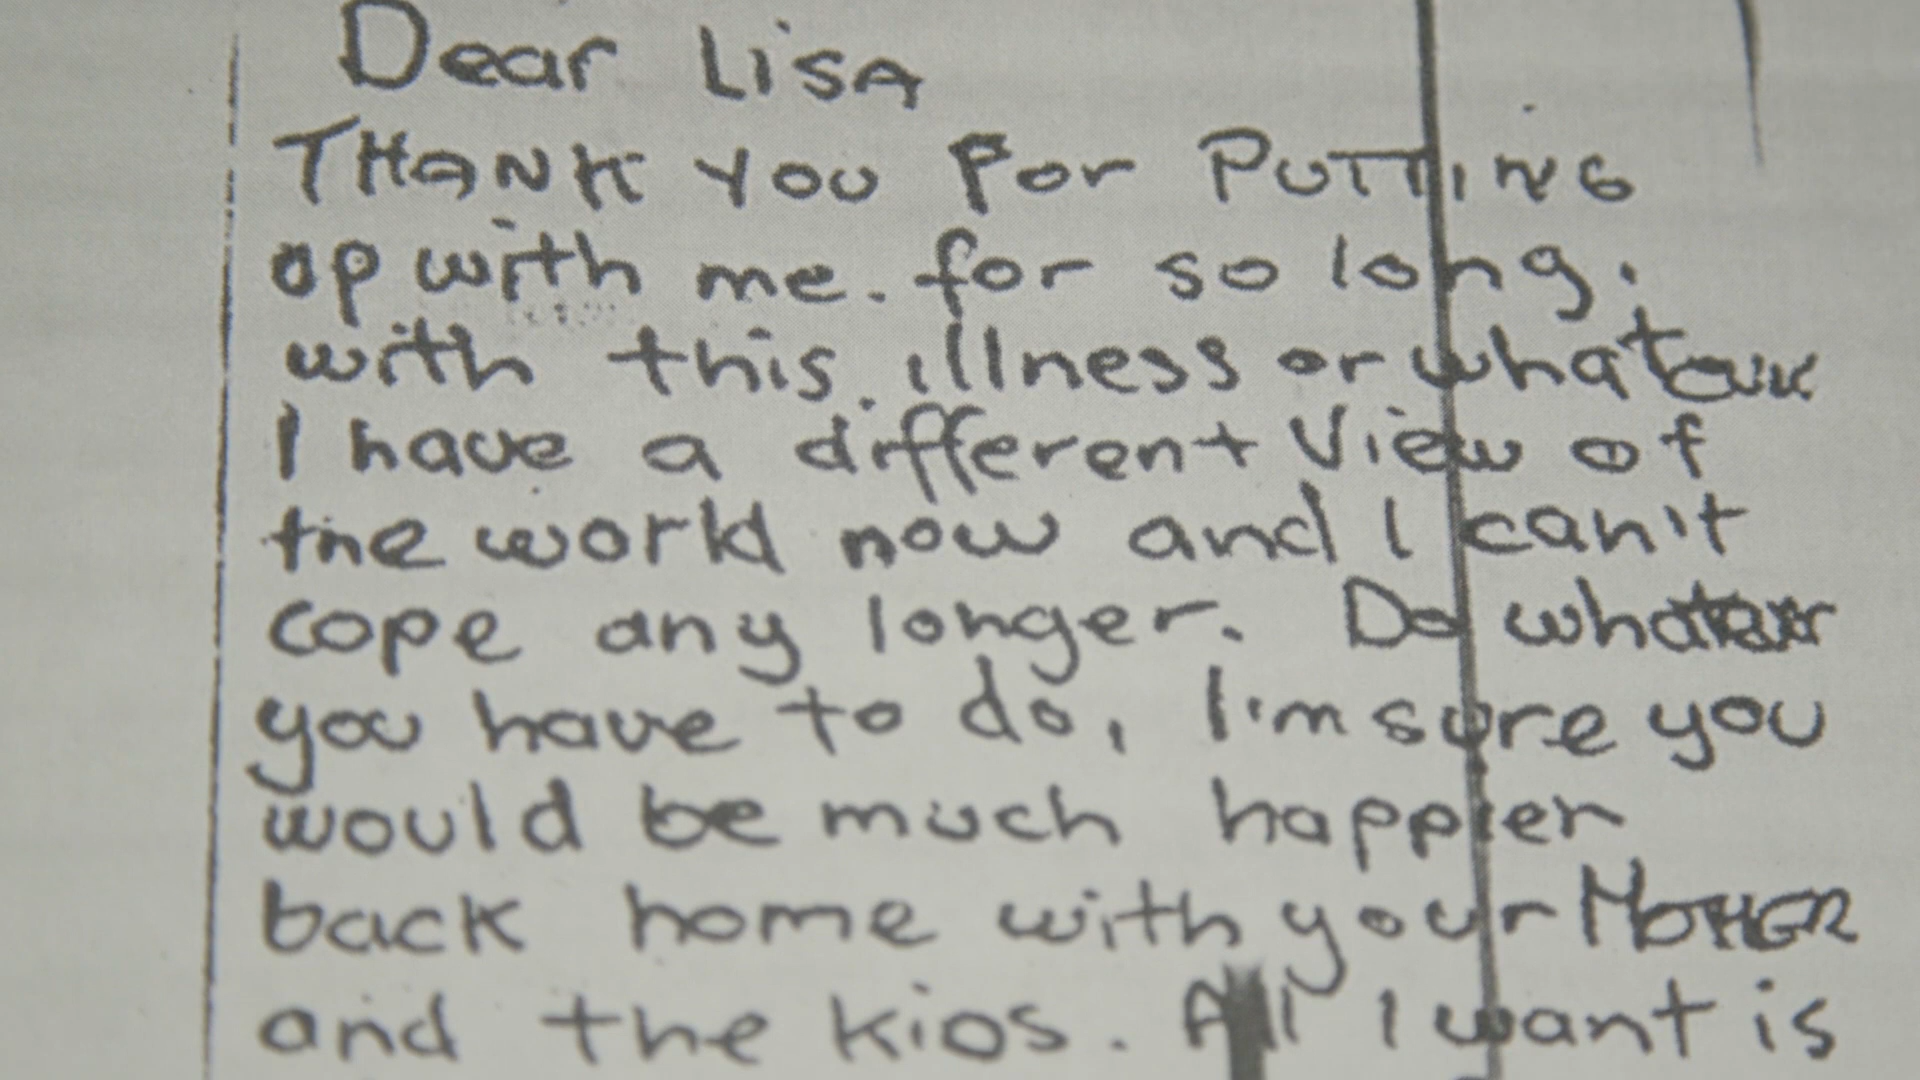 Dear LiSA
THANK YOU For PUTTING
up with me. for so long.
with this. illness or whatever
I have a different View of
the world now and I can't
cope any longer. Do whatever
you have to do, I'm sure you
would be much happier
back home with your MOTHER
and the kids. All I want is